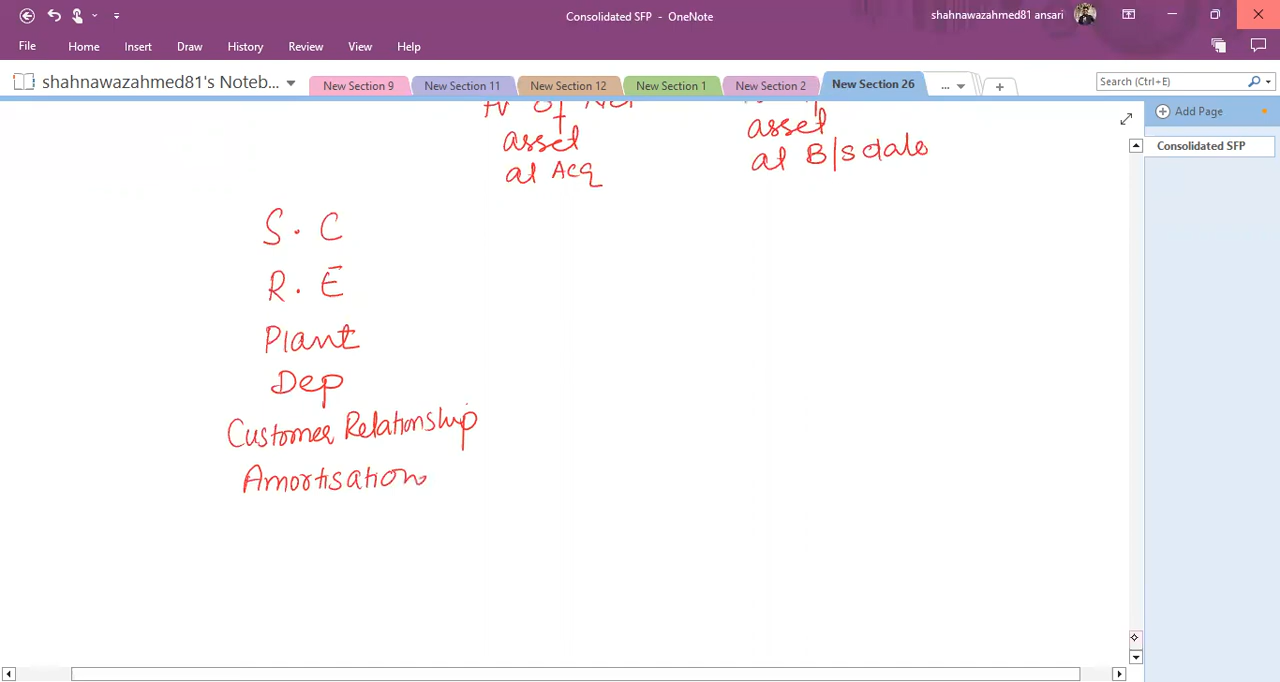 Consolidated SFP - OneNote
shahnawazahmed81 ansari
File Home Insert Draw History Review View Help
shahnawazahmed81's Noteb... New Section 9 New Section 11 New Section 12 New Section 1 New Section 2 New Section 26 ... Search (Ctrl+E)
Add Page
Consolidated SFP
of
asset
at Acq
asset
at B/S date
S. C
R. E
Plant
Dep
Customer Relationship
Amortisation